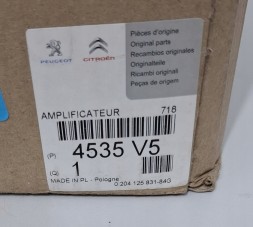 PEUGEOT
CITROËN
Pièces d'origine
Original parts
Recambios originales
Originalteile
Ricambi originali
Peças de origem
AMPLIFICATEUR 718
(P) 4535 V5
(Q) 1
MADE IN PL - Pologne
0 204 125 831-84G